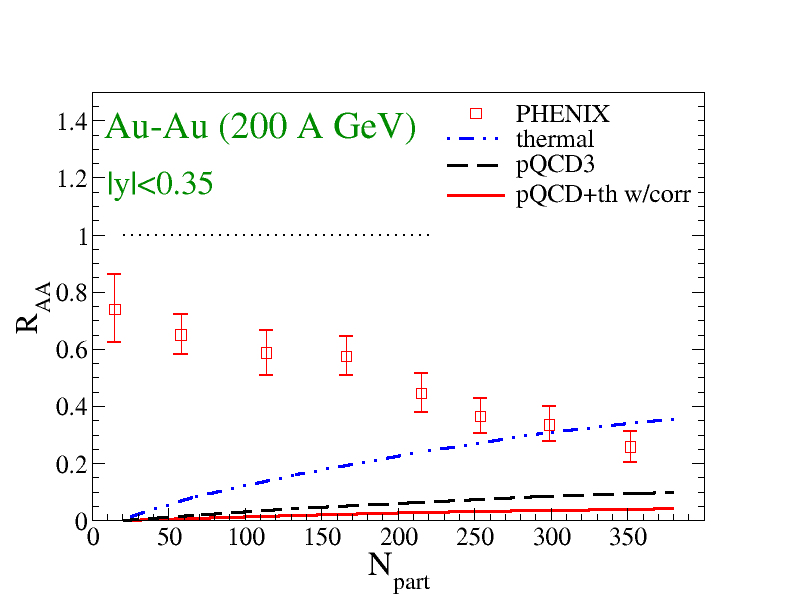 Au-Au (200 A GeV)
|y|<0.35
PHENIX
thermal
pQCD3
pQCD+th w/corr
R_AA
1.4
1.2
1
0.8
0.6
0.4
0.2
0
0 50 100 150 200 250 300 350
N_part